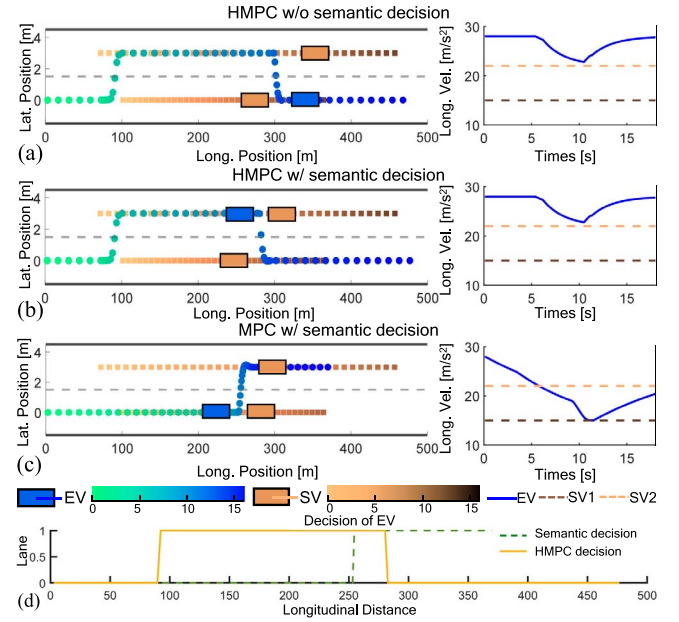 HMPC w/o semantic decision
Lat. Position [m]
4
2
0
0 100 200 300 400 500
Long. Position [m]
(a)
Long. Vel. [m/s²]
30
20
10
0 5 10 15
Times [s]
HMPC w/ semantic decision
Lat. Position [m]
4
2
0
0 100 200 300 400 500
Long. Position [m]
(b)
Long. Vel. [m/s²]
30
20
10
0 5 10 15
Times [s]
MPC w/ semantic decision
Lat. Position [m]
4
2
0
0 100 200 300 400 500
Long. Position [m]
(c)
Long. Vel. [m/s²]
30
20
10
0 5 10 15
Times [s]
EV 0 5 10 15 SV 0 5 10 15 EV SV1 SV2
Decision of EV
Lane
1
0.5
0
Semantic decision
HMPC decision
0 50 100 150 200 250 300 350 400 450 500
(d) Longitudinal Distance